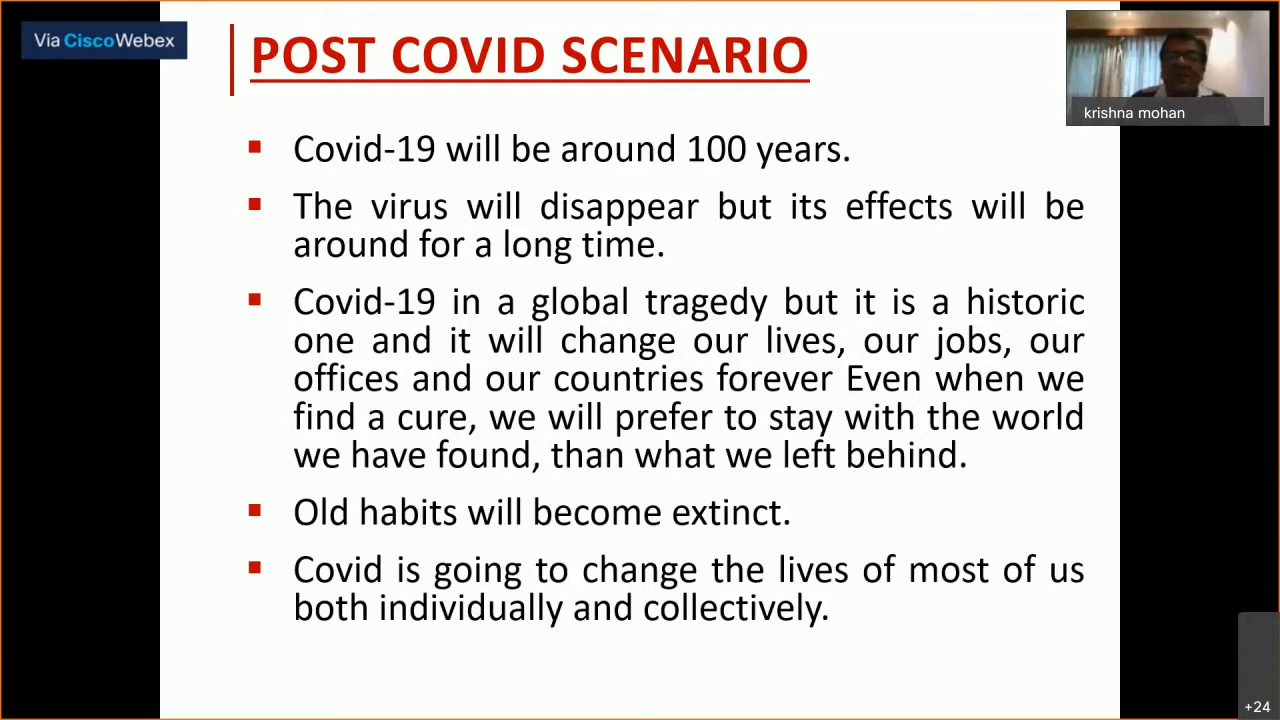 Via CiscoWebex
POST COVID SCENARIO
krishna mohan
Covid-19 will be around 100 years.
The virus will disappear but its effects will be
around for a long time.
Covid-19 in a global tragedy but it is a historic
one and it will change our lives, our jobs, our
offices and our countries forever Even when we
find a cure, we will prefer to stay with the world
we have found, than what we left behind.
Old habits will become extinct.
Covid is going to change the lives of most of us
both individually and collectively.
+24